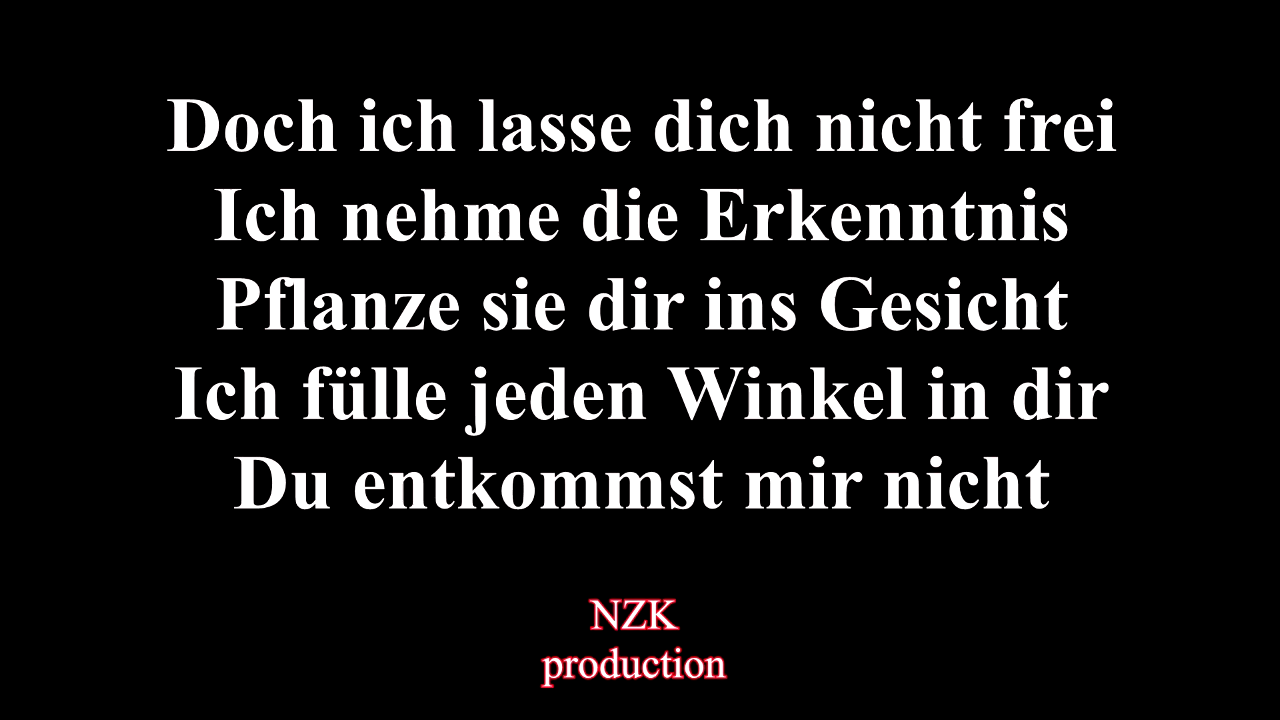 Doch ich lasse dich nicht frei
Ich nehme die Erkenntnis
Pflanze sie dir ins Gesicht
Ich fülle jeden Winkel in dir
Du entkommst mir nicht
NZK
production